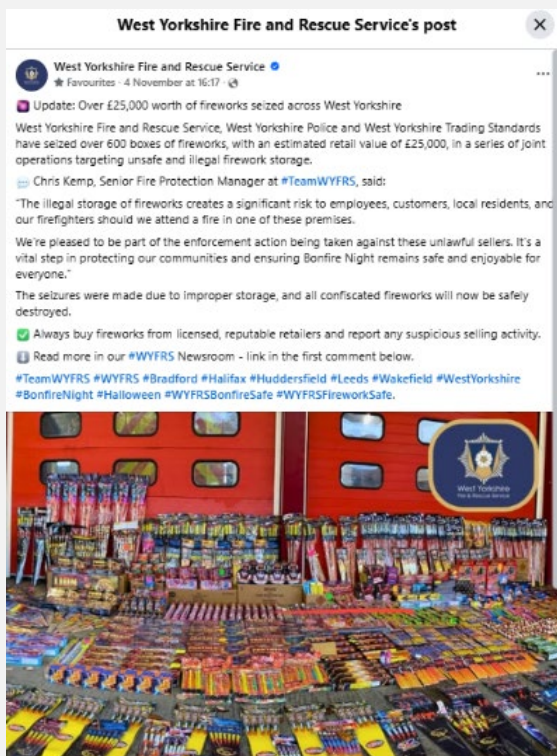 West Yorkshire Fire and Rescue Service's post
West Yorkshire Fire and Rescue Service
Favourites · 4 November at 16:17 ·
Update: Over £25,000 worth of fireworks seized across West Yorkshire
West Yorkshire Fire and Rescue Service, West Yorkshire Police and West Yorkshire Trading Standards
have seized over 600 boxes of fireworks, with an estimated retail value of £25,000, in a series of joint
operations targeting unsafe and illegal firework storage.
Chris Kemp, Senior Fire Protection Manager at #TeamWYFRS, said:
"The illegal storage of fireworks creates a significant risk to employees, customers, local residents, and
our firefighters should we attend a fire in one of these premises.
We're pleased to be part of the enforcement action being taken against these unlawful sellers. It's a
vital step in protecting our communities and ensuring Bonfire Night remains safe and enjoyable for
everyone."
The seizures were made due to improper storage, and all confiscated fireworks will now be safely
destroyed.
Always buy fireworks from licensed, reputable retailers and report any suspicious selling activity.
Read more in our #WYFRS Newsroom - link in the first comment below.
#TeamWYFRS #WYFRS #Bradford #Halifax #Huddersfield #Leeds #Wakefield #WestYorkshire
#BonfireNight #Halloween #WYFRSBonfireSafe #WYFRSFireworkSafe.
West Yorkshire
Fire & Rescue Service